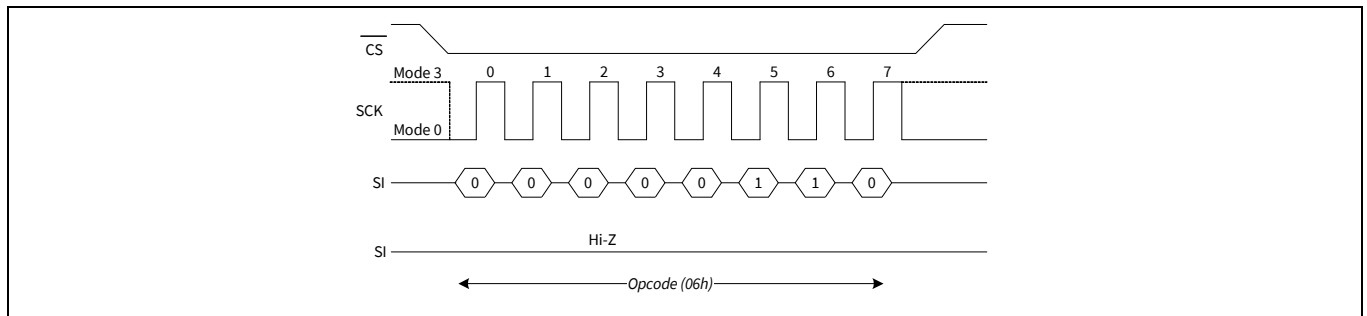 CS
Mode 3 0 1 2 3 4 5 6 7
SCK
Mode 0
SI 0 0 0 0 0 1 1 0
Hi-Z
SI
Opcode (06h)